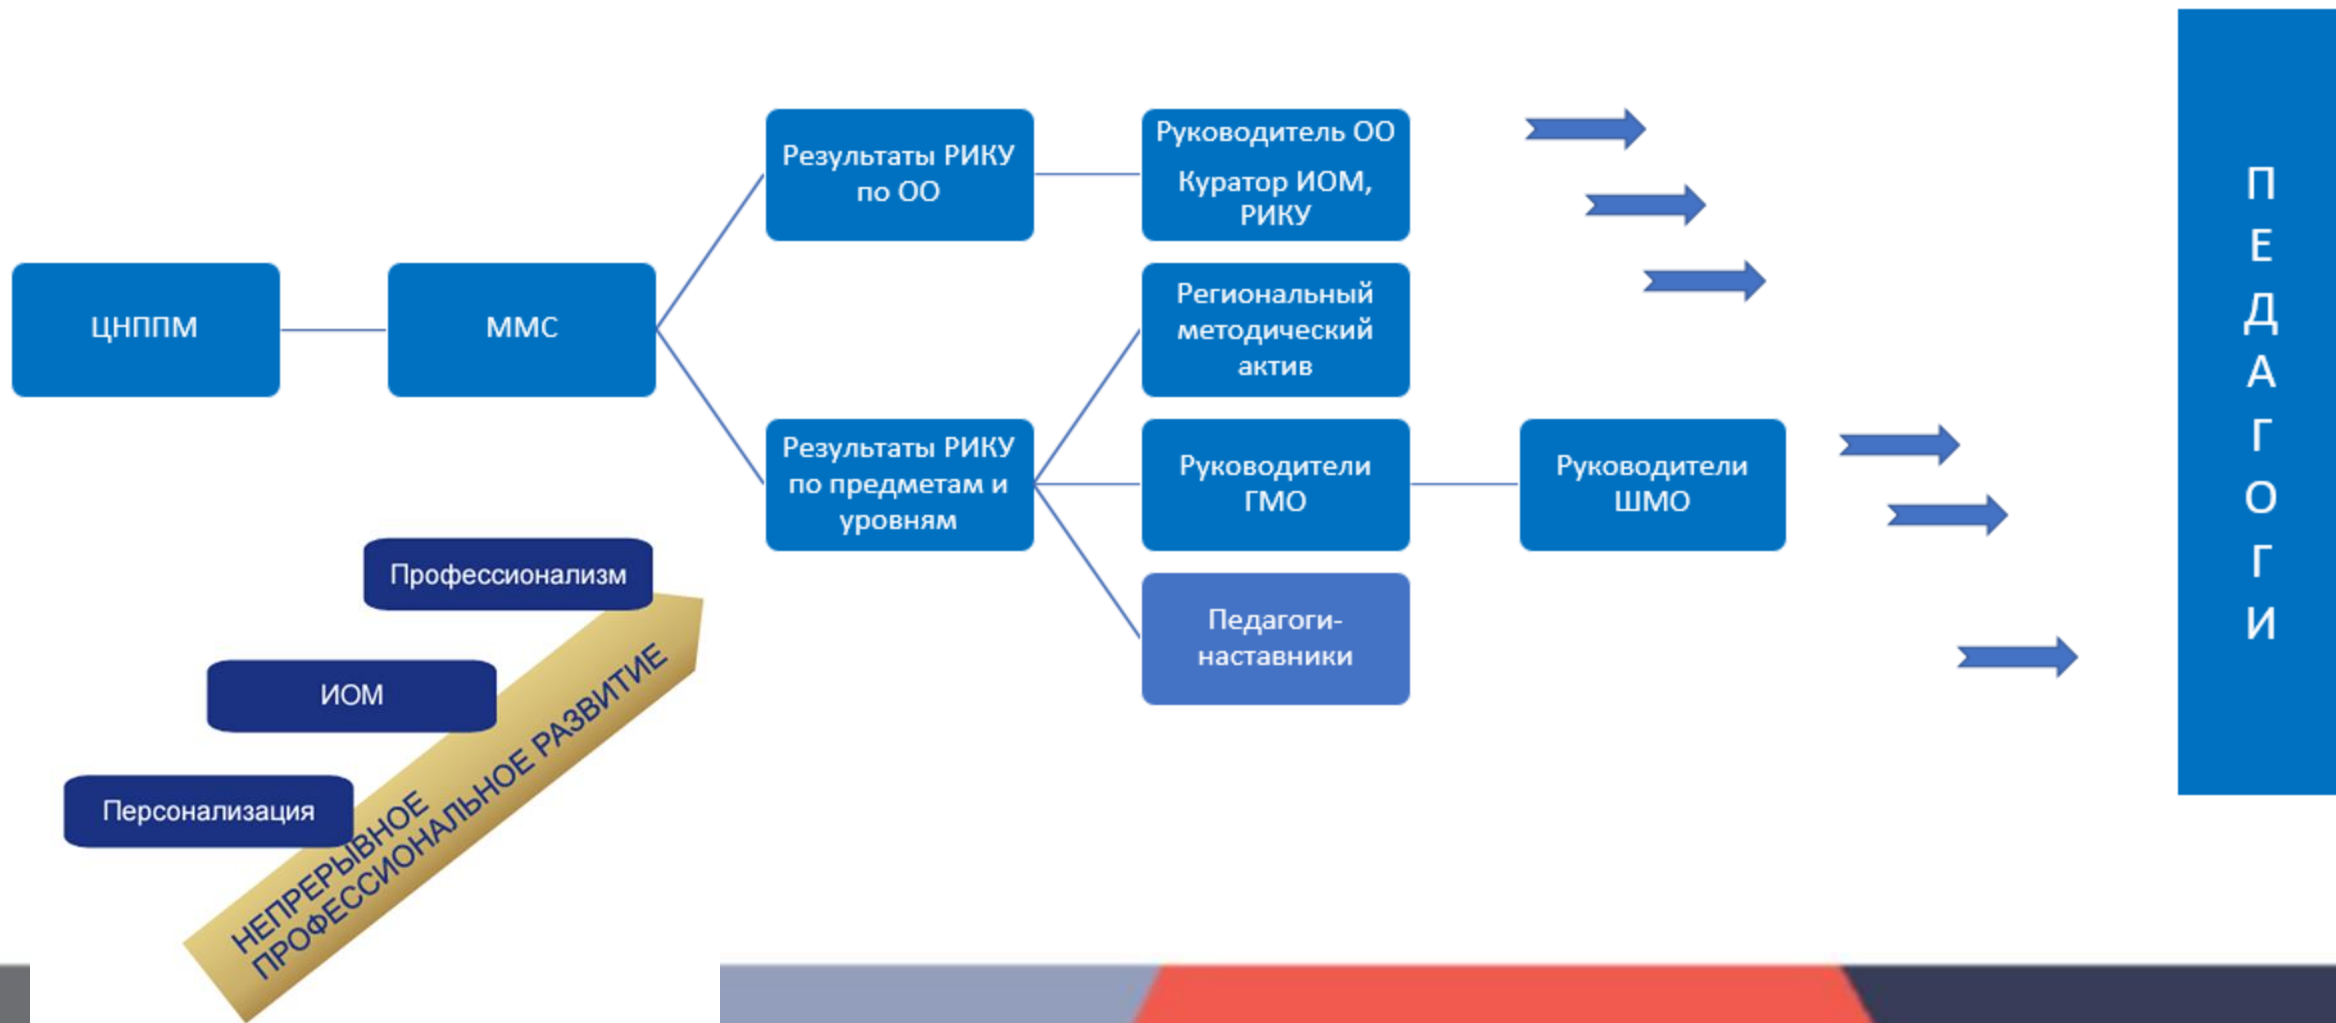 ЦНППМ
ММС
Результаты РИКУ
по ОО
Результаты РИКУ
по предметам и
уровням
Руководитель ОО
Куратор ИОМ,
РИКУ
Региональный
методический
актив
Руководители
ГМО
Педагоги-
наставники
Руководители
ШМО
П
Е
Д
А
Г
О
Г
И
Профессионализм
ИОМ
Персонализация
НЕПРЕРЫВНОЕ
ПРОФЕССИОНАЛЬНОЕ РАЗВИТИЕ